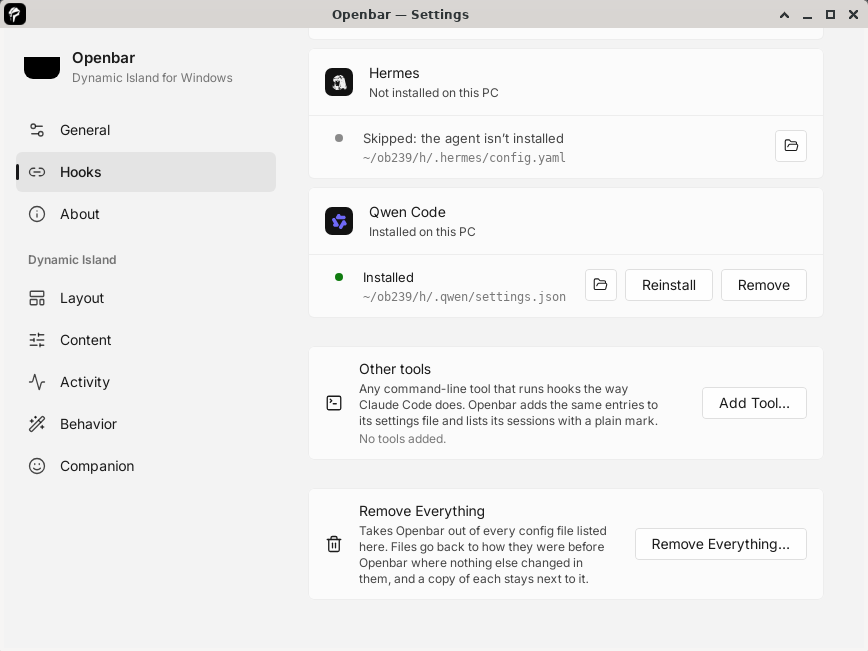 Openbar — Settings
Openbar
Dynamic Island for Windows
General
Hooks
About
Dynamic Island
Layout
Content
Activity
Behavior
Companion
Hermes
Not installed on this PC
Skipped: the agent isn’t installed
~/ob239/h/.hermes/config.yaml
Qwen Code
Installed on this PC
Installed
~/ob239/h/.qwen/settings.json
Reinstall
Remove
Other tools
Any command-line tool that runs hooks the way
Claude Code does. Openbar adds the same entries to
its settings file and lists its sessions with a plain mark.
No tools added.
Add Tool...
Remove Everything
Takes Openbar out of every config file listed
here. Files go back to how they were before
Openbar where nothing else changed in
them, and a copy of each stays next to it.
Remove Everything...